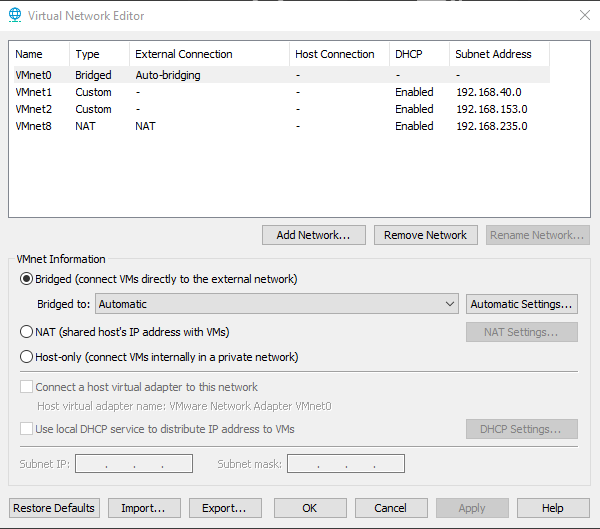 Virtual Network Editor
Name Type External Connection Host Connection DHCP Subnet Address
VMnet0 Bridged Auto-bridging - - -
VMnet1 Custom - - Enabled 192.168.40.0
VMnet2 Custom - - Enabled 192.168.153.0
VMnet8 NAT NAT - Enabled 192.168.235.0
Add Network... Remove Network Rename Network...
VMnet Information
Bridged (connect VMs directly to the external network)
Bridged to: Automatic Automatic Settings...
NAT (shared host's IP address with VMs) NAT Settings...
Host-only (connect VMs internally in a private network)
Connect a host virtual adapter to this network
Host virtual adapter name: VMware Network Adapter VMnet0
Use local DHCP service to distribute IP address to VMs DHCP Settings...
Subnet IP: . . . Subnet mask: . . .
Restore Defaults Import... Export... OK Cancel Apply Help